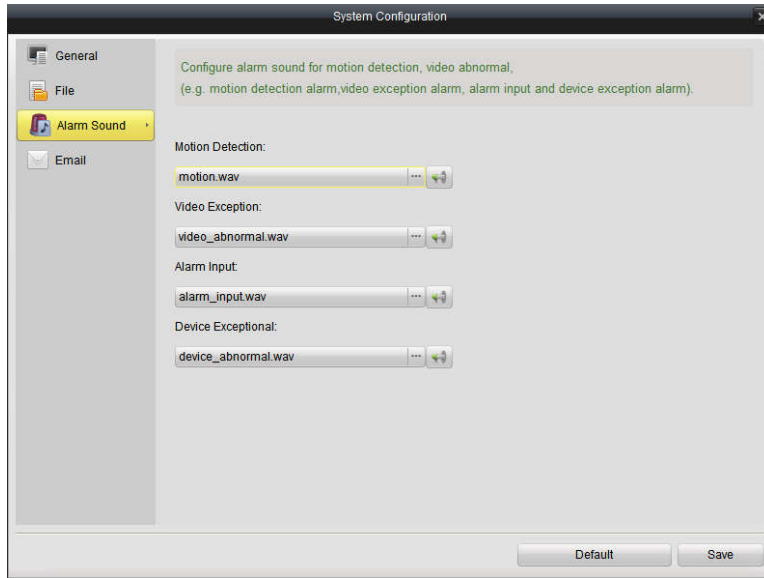 System Configuration
General
File
Alarm Sound
Email
Configure alarm sound for motion detection, video abnormal,
(e.g. motion detection alarm,video exception alarm, alarm input and device exception alarm).
Motion Detection:
motion.wav
Video Exception:
video_abnormal.wav
Alarm Input:
alarm_input.wav
Device Exceptional:
device_abnormal.wav
Default
Save